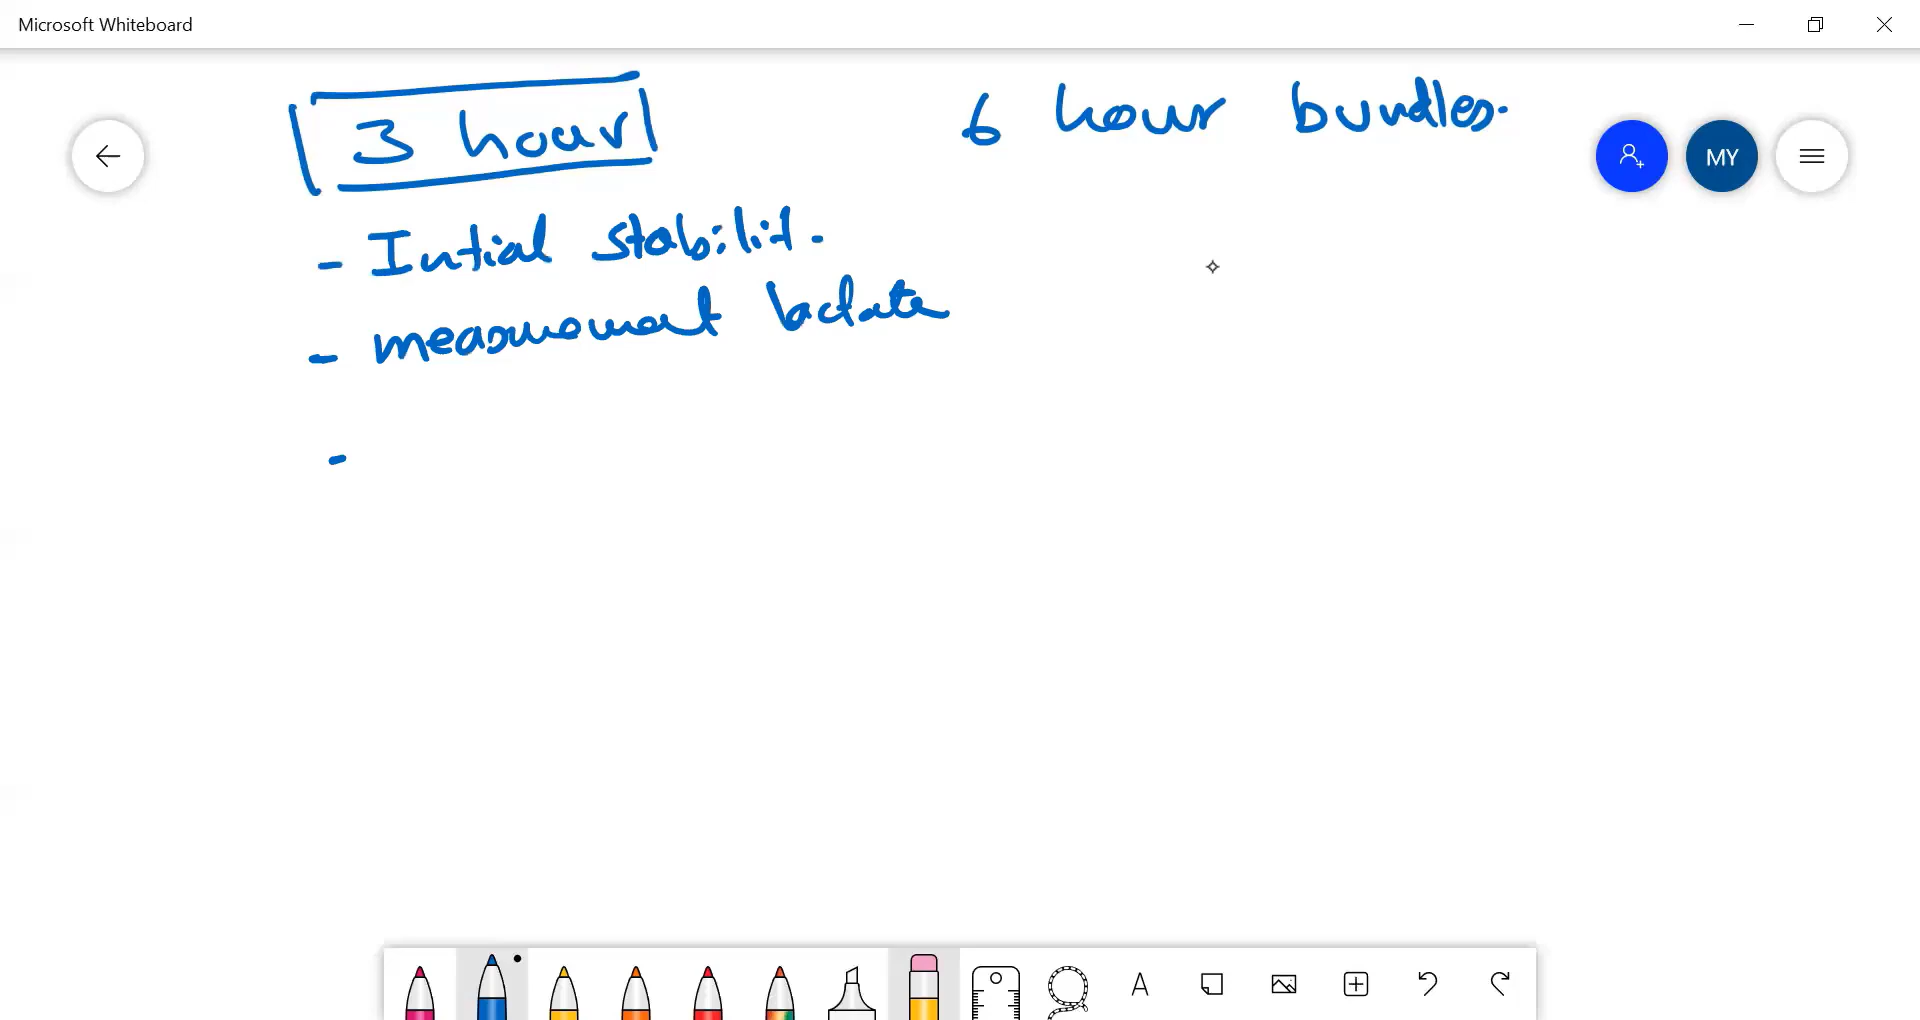 Microsoft Whiteboard
3 hour
6 hour bundles.
MY
- Intial stabilit.
- measurement lactate
-
A